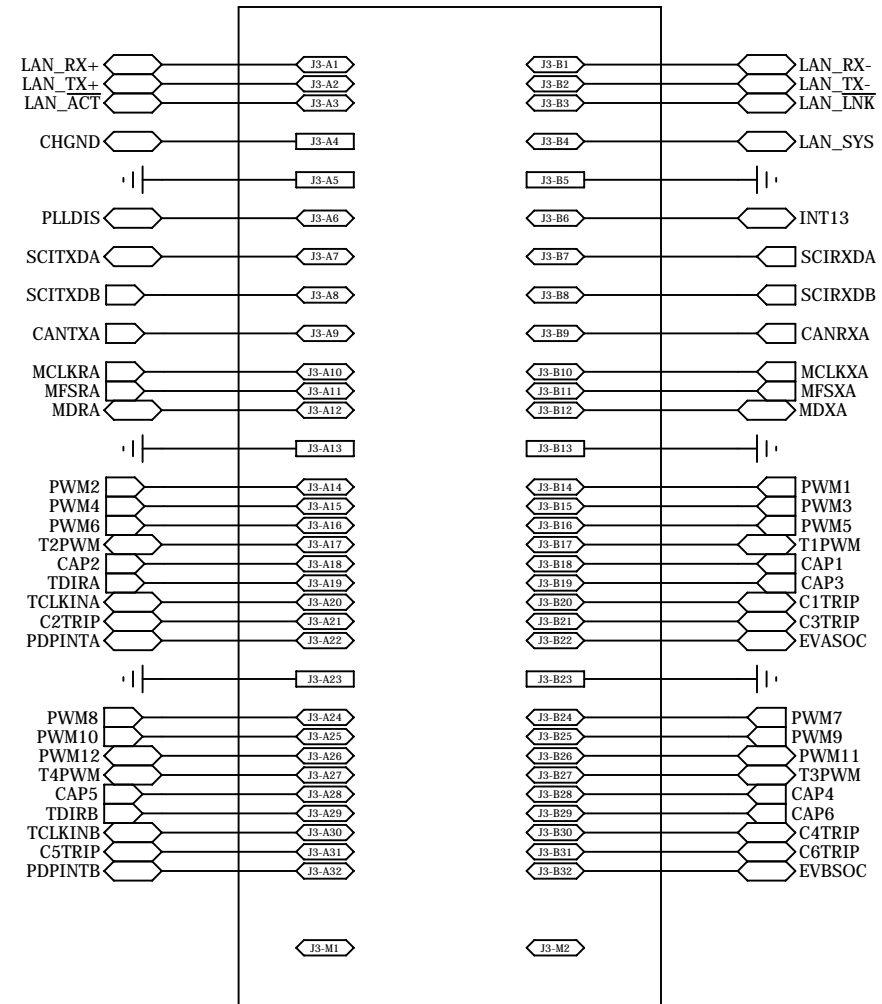 LAN_RX+ J3-A1 J3-B1 LAN_RX-
LAN_TX+ J3-A2 J3-B2 LAN_TX-
LAN_ACT J3-A3 J3-B3 LAN_LNK
CHGND J3-A4 J3-B4 LAN_SYS
J3-A5 J3-B5
PLLDIS J3-A6 J3-B6 INT13
SCITXDA J3-A7 J3-B7 SCIRXDA
SCITXDB J3-A8 J3-B8 SCIRXDB
CANTXA J3-A9 J3-B9 CANRXA
MCLKRA J3-A10 J3-B10 MCLKXA
MFSRA J3-A11 J3-B11 MFSXA
MDRA J3-A12 J3-B12 MDXA
J3-A13 J3-B13
PWM2 J3-A14 J3-B14 PWM1
PWM4 J3-A15 J3-B15 PWM3
PWM6 J3-A16 J3-B16 PWM5
T2PWM J3-A17 J3-B17 T1PWM
CAP2 J3-A18 J3-B18 CAP1
TDIRA J3-A19 J3-B19 CAP3
TCLKINA J3-A20 J3-B20 C1TRIP
C2TRIP J3-A21 J3-B21 C3TRIP
PDPINTA J3-A22 J3-B22 EVASOC
J3-A23 J3-B23
PWM8 J3-A24 J3-B24 PWM7
PWM10 J3-A25 J3-B25 PWM9
PWM12 J3-A26 J3-B26 PWM11
T4PWM J3-A27 J3-B27 T3PWM
CAP5 J3-A28 J3-B28 CAP4
TDIRB J3-A29 J3-B29 CAP6
TCLKINB J3-A30 J3-B30 C4TRIP
C5TRIP J3-A31 J3-B31 C6TRIP
PDPINTB J3-A32 J3-B32 EVBSOC
J3-M1 J3-M2